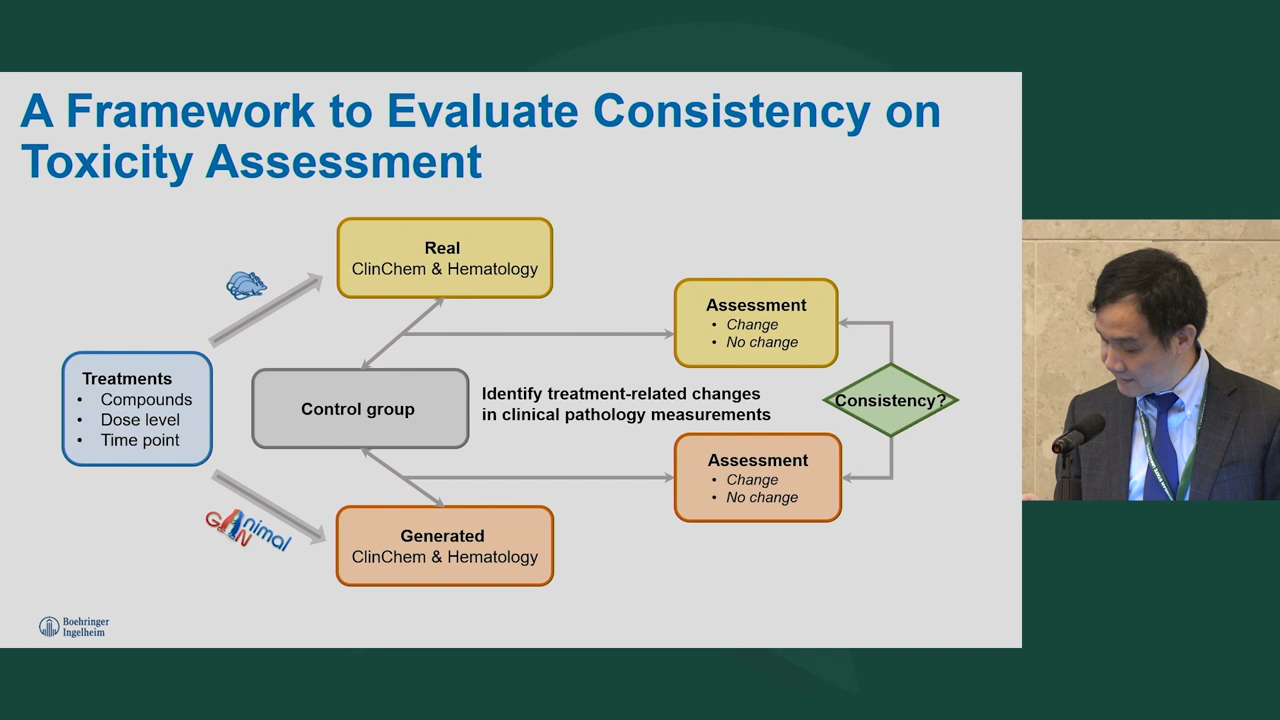 A Framework to Evaluate Consistency on
Toxicity Assessment
Real
ClinChem & Hematology
Assessment
• Change
• No change
Treatments
• Compounds
• Dose level
• Time point
Control group
Identify treatment-related changes
in clinical pathology measurements
Consistency?
Assessment
• Change
• No change
GANnimal
Generated
ClinChem & Hematology
Boehringer
Ingelheim